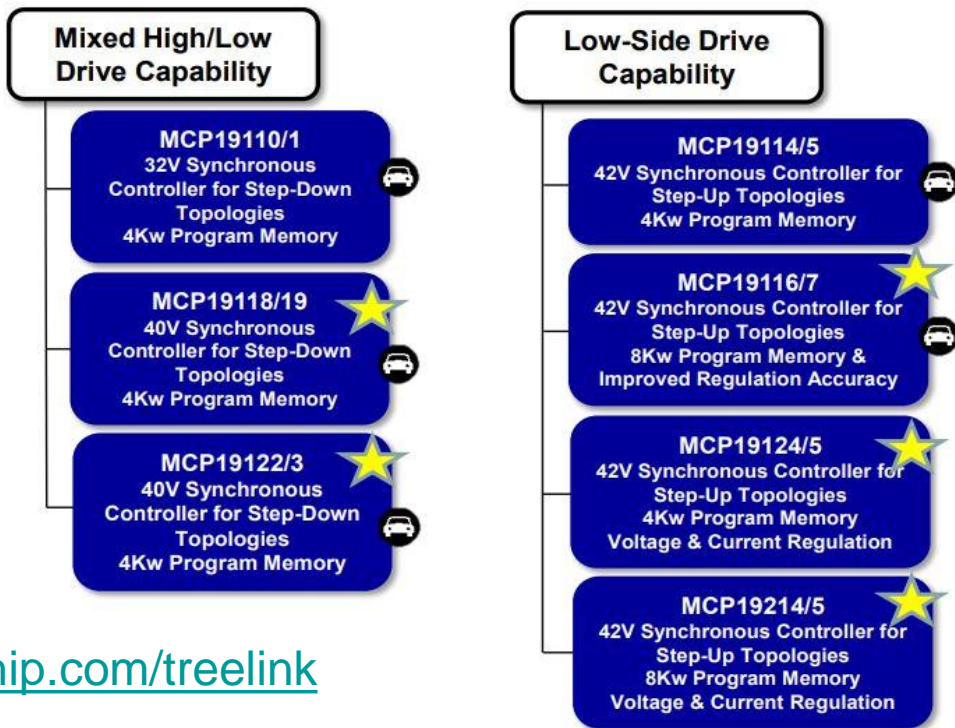 Mixed High/Low
Drive Capability
MCP19110/1
32V Synchronous
Controller for Step-Down
Topologies
4Kw Program Memory
MCP19118/19
40V Synchronous
Controller for Step-Down
Topologies
4Kw Program Memory
MCP19122/3
40V Synchronous
Controller for Step-Down
Topologies
4Kw Program Memory
Low-Side Drive
Capability
MCP19114/5
42V Synchronous Controller for
Step-Up Topologies
4Kw Program Memory
MCP19116/7
42V Synchronous Controller for
Step-Up Topologies
8Kw Program Memory &
Improved Regulation Accuracy
MCP19124/5
42V Synchronous Controller for
Step-Up Topologies
4Kw Program Memory
Voltage & Current Regulation
MCP19214/5
42V Synchronous Controller for
Step-Up Topologies
8Kw Program Memory
Voltage & Current Regulation
hip.com/treelink